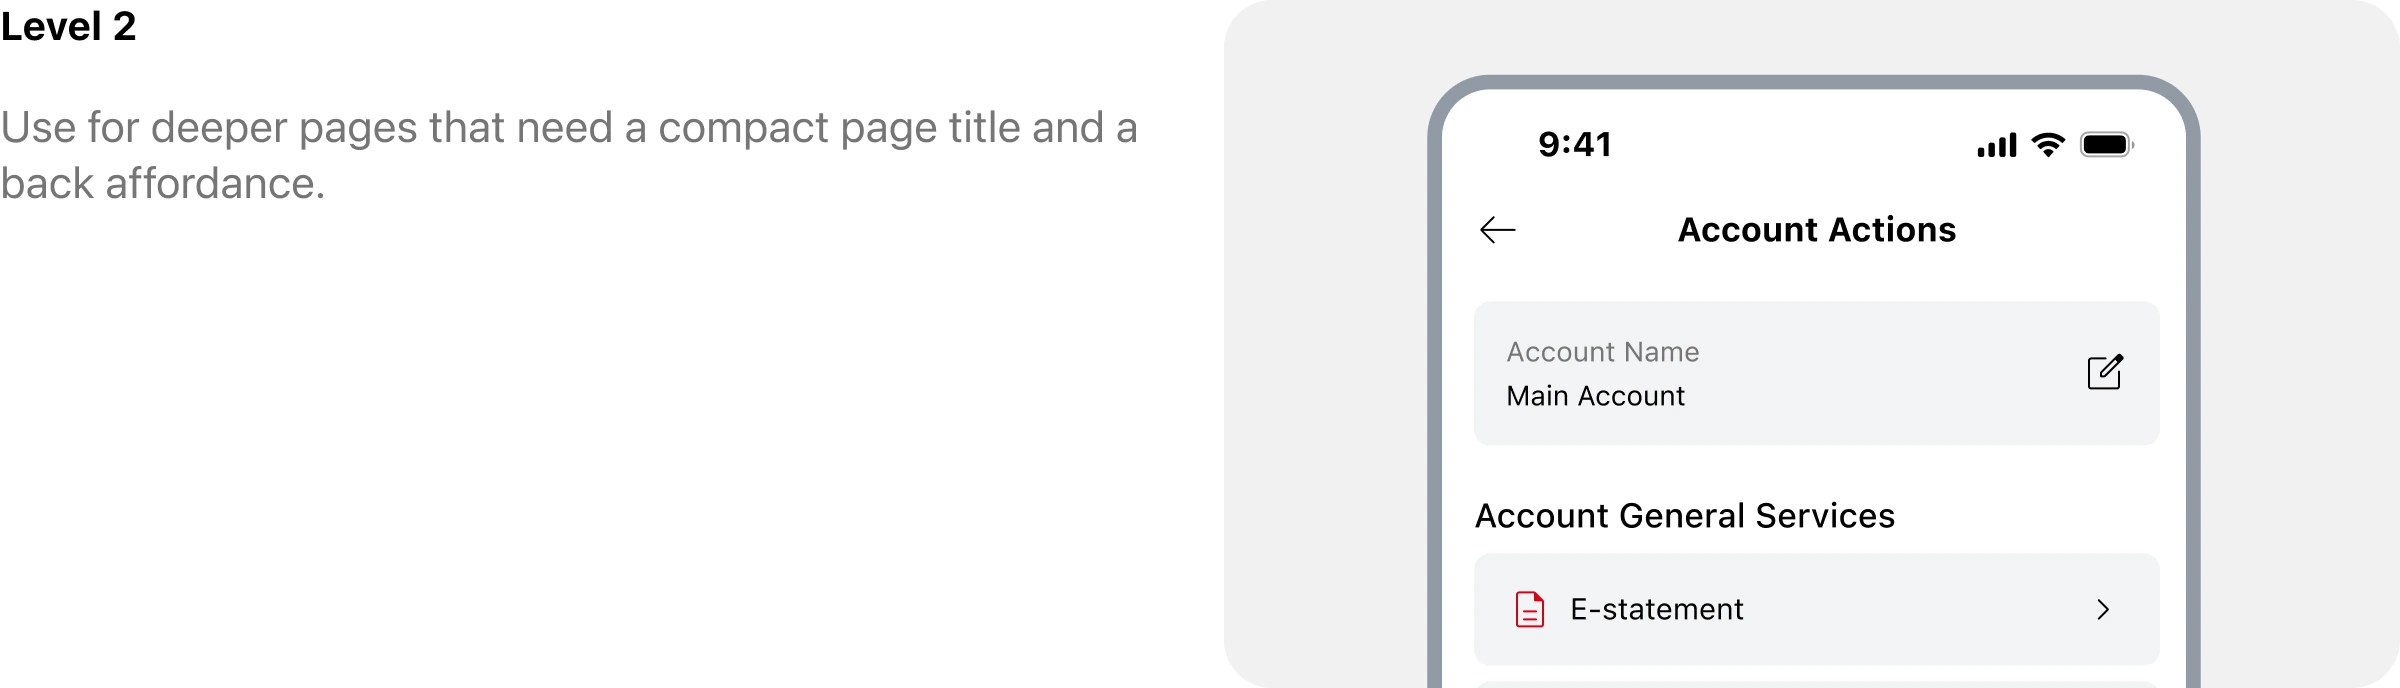 Level 2
Use for deeper pages that need a compact page title and a
back affordance.
9:41
Account Actions
Account Name
Main Account
Account General Services
E-statement